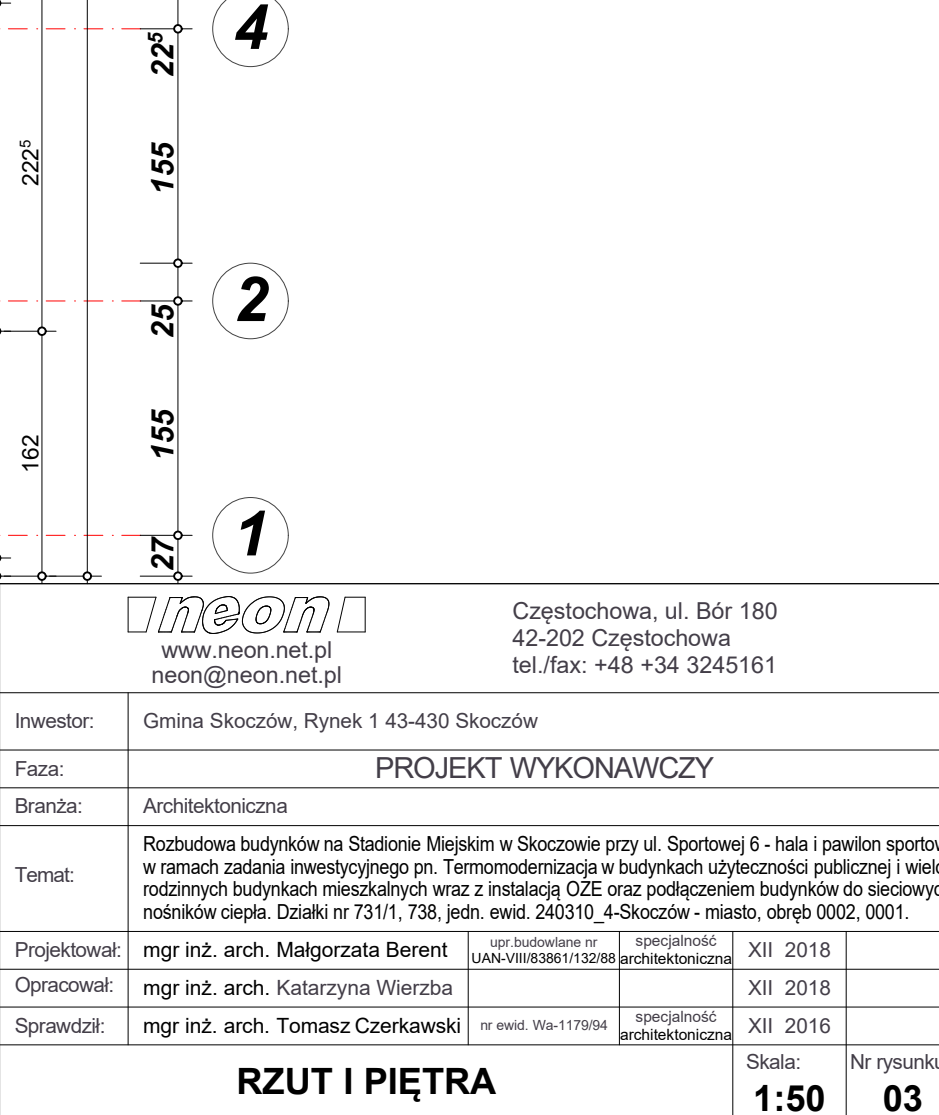 4
22⁵
222⁵
155
2
25
155
162
1
27
neon
www.neon.net.pl
neon@neon.net.pl
Częstochowa, ul. Bór 180
42-202 Częstochowa
tel./fax: +48 +34 3245161
Inwestor: Gmina Skoczów, Rynek 1 43-430 Skoczów
Faza: PROJEKT WYKONAWCZY
Branża: Architektoniczna
Temat:
Rozbudowa budynków na Stadionie Miejskim w Skoczowie przy ul. Sportowej 6 - hala i pawilon sportow
w ramach zadania inwestycyjnego pn. Termomodernizacja w budynkach użyteczności publicznej i wielo
rodzinnych budynkach mieszkalnych wraz z instalacją OZE oraz podłączeniem budynków do sieciowyc
nośników ciepła. Działki nr 731/1, 738, jedn. ewid. 240310_4-Skoczów - miasto, obręb 0002, 0001.
Projektował: mgr inż. arch. Małgorzata Berent upr.budowlane nr UAN-VIII/83861/132/88 specjalność architektoniczna XII 2018
Opracował: mgr inż. arch. Katarzyna Wierzba XII 2018
Sprawdził: mgr inż. arch. Tomasz Czerkawski nr ewid. Wa-1179/94 specjalność architektoniczna XII 2016
RZUT I PIĘTRA
Skala:
1:50
Nr rysunku
03